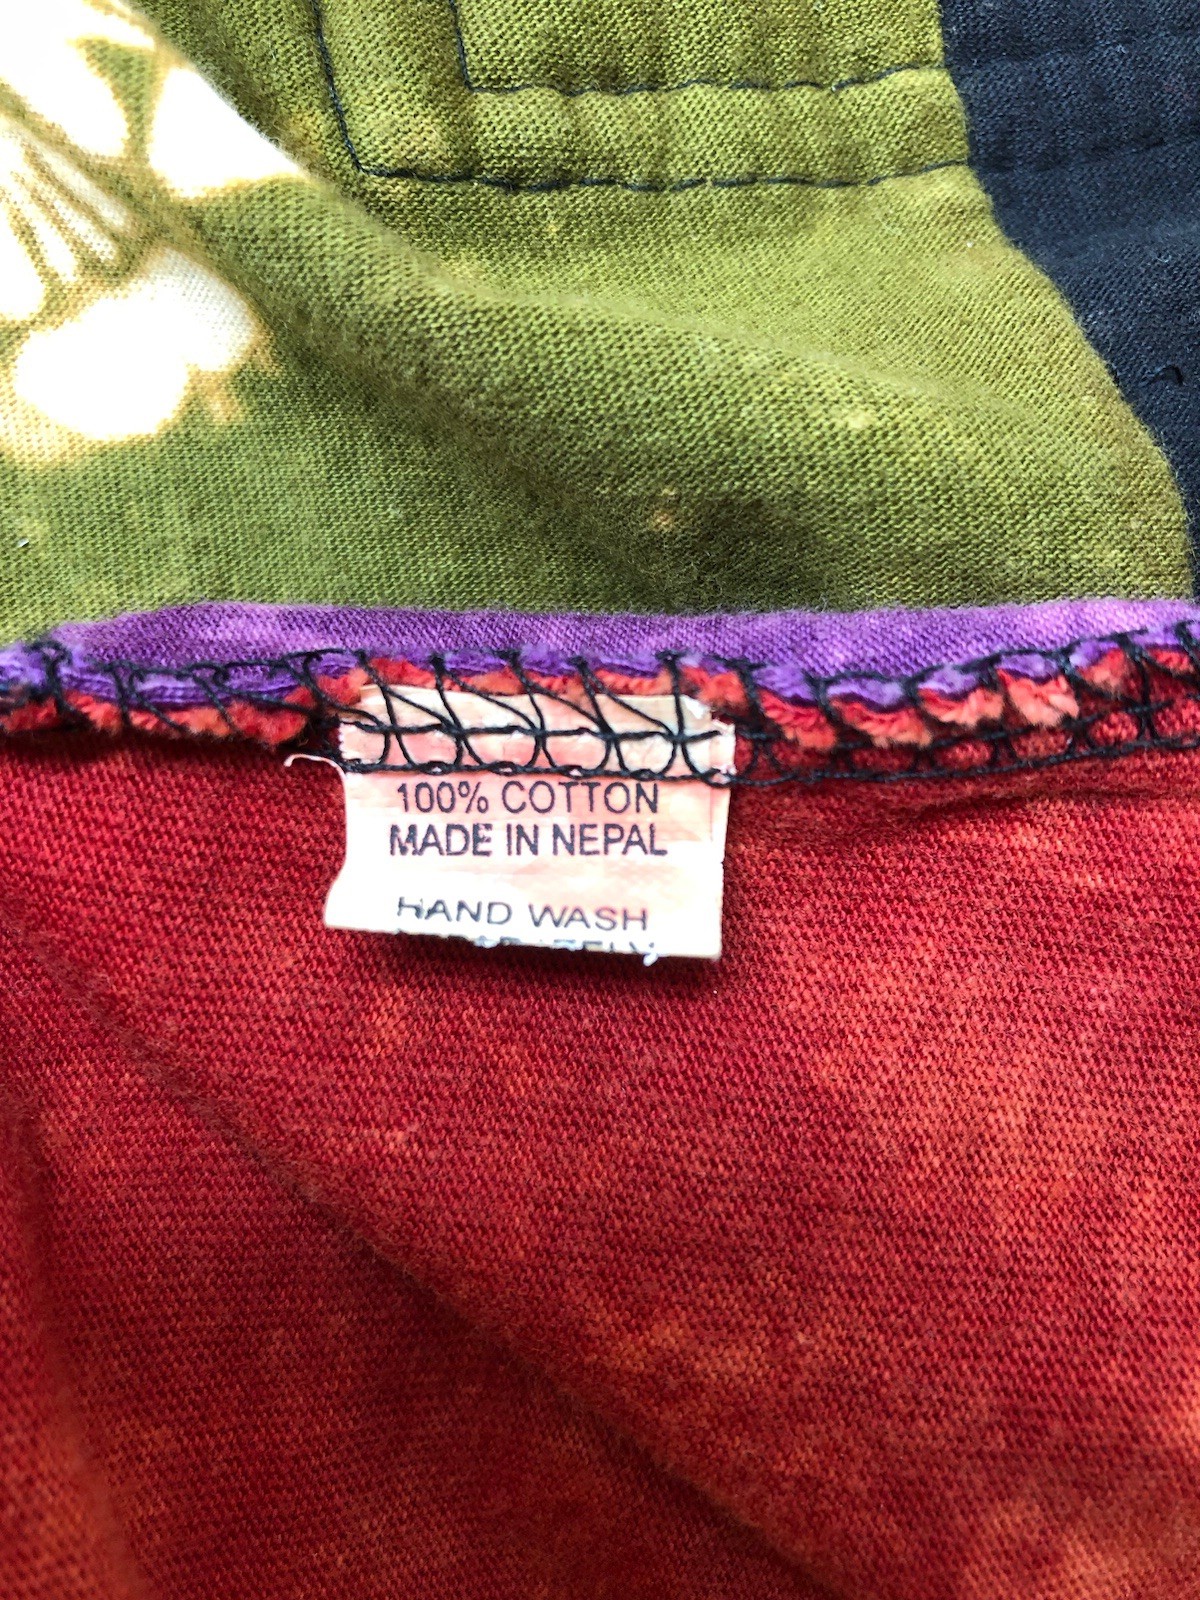 100% COTTON
MADE IN NEPAL
HAND WASH